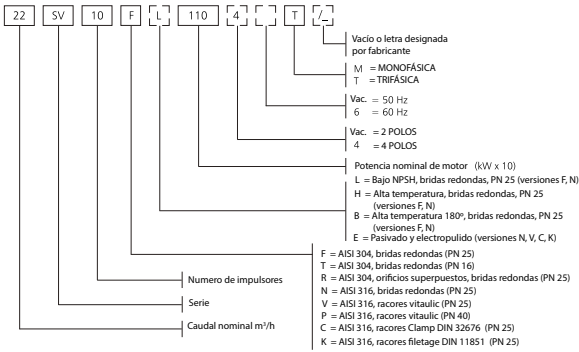 22 SV 10 F L 110 4 T /_
Vacío o letra designada
por fabricante
M = MONOFÁSICA
T = TRIFÁSICA
Vac. = 50 Hz
6 = 60 Hz
Vac. = 2 POLOS
4 = 4 POLOS
Potencia nominal de motor (kW x 10)
L = Bajo NPSH, bridas redondas, PN 25 (versiones F, N)
H = Alta temperatura, bridas redondas, PN 25
(versiones F, N)
B = Alta temperatura 180º, bridas redondas, PN 25
(versiones F, N)
E = Pasivado y electropulido (versiones N, V, C, K)
F = AISI 304, bridas redondas (PN 25)
T = AISI 304, bridas redondas (PN 16)
R = AISI 304, orificios superpuestos, bridas redondas (PN 25)
N = AISI 316, bridas redondas (PN 25)
V = AISI 316, racores vitaulic (PN 25)
P = AISI 316, racores vitaulic (PN 40)
C = AISI 316, racores Clamp DIN 32676 (PN 25)
K = AISI 316, racores filetage DIN 11851 (PN 25)
Numero de impulsores
Serie
Caudal nominal m³/h